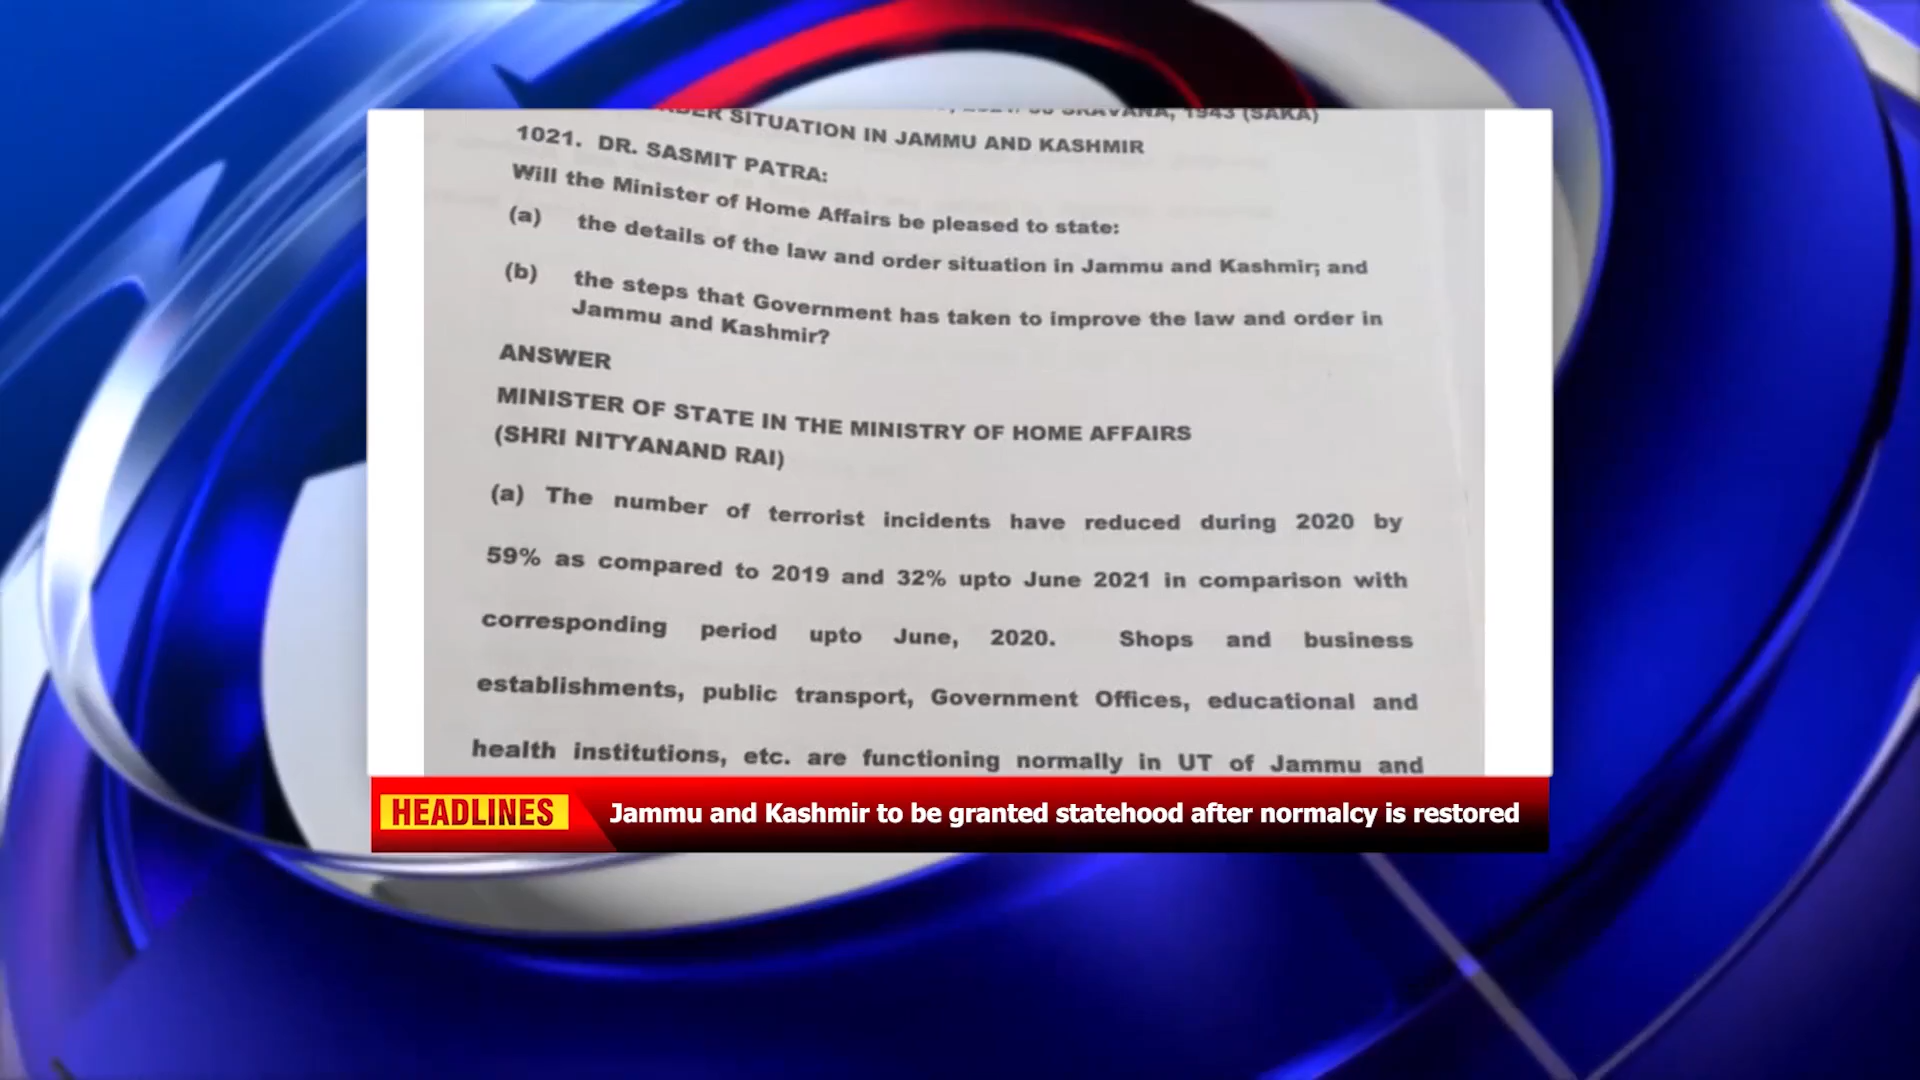 SITUATION IN JAMMU AND KASHMIR
1943 (SAKA)
1021. DR. SASMIT PATRA:
Will the Minister of Home Affairs be pleased to state:
(a) the details of the law and order situation in Jammu and Kashmir; and
(b) the steps that Government has taken to improve the law and order in
Jammu and Kashmir?
ANSWER
MINISTER OF STATE IN THE MINISTRY OF HOME AFFAIRS
(SHRI NITYANAND RAI)
(a) The number of terrorist incidents have reduced during 2020 by
59% as compared to 2019 and 32% upto June 2021 in comparison with
corresponding period upto June, 2020. Shops and business
establishments, public transport, Government Offices, educational and
health institutions, etc. are functioning normally in UT of Jammu and
HEADLINES Jammu and Kashmir to be granted statehood after normalcy is restored